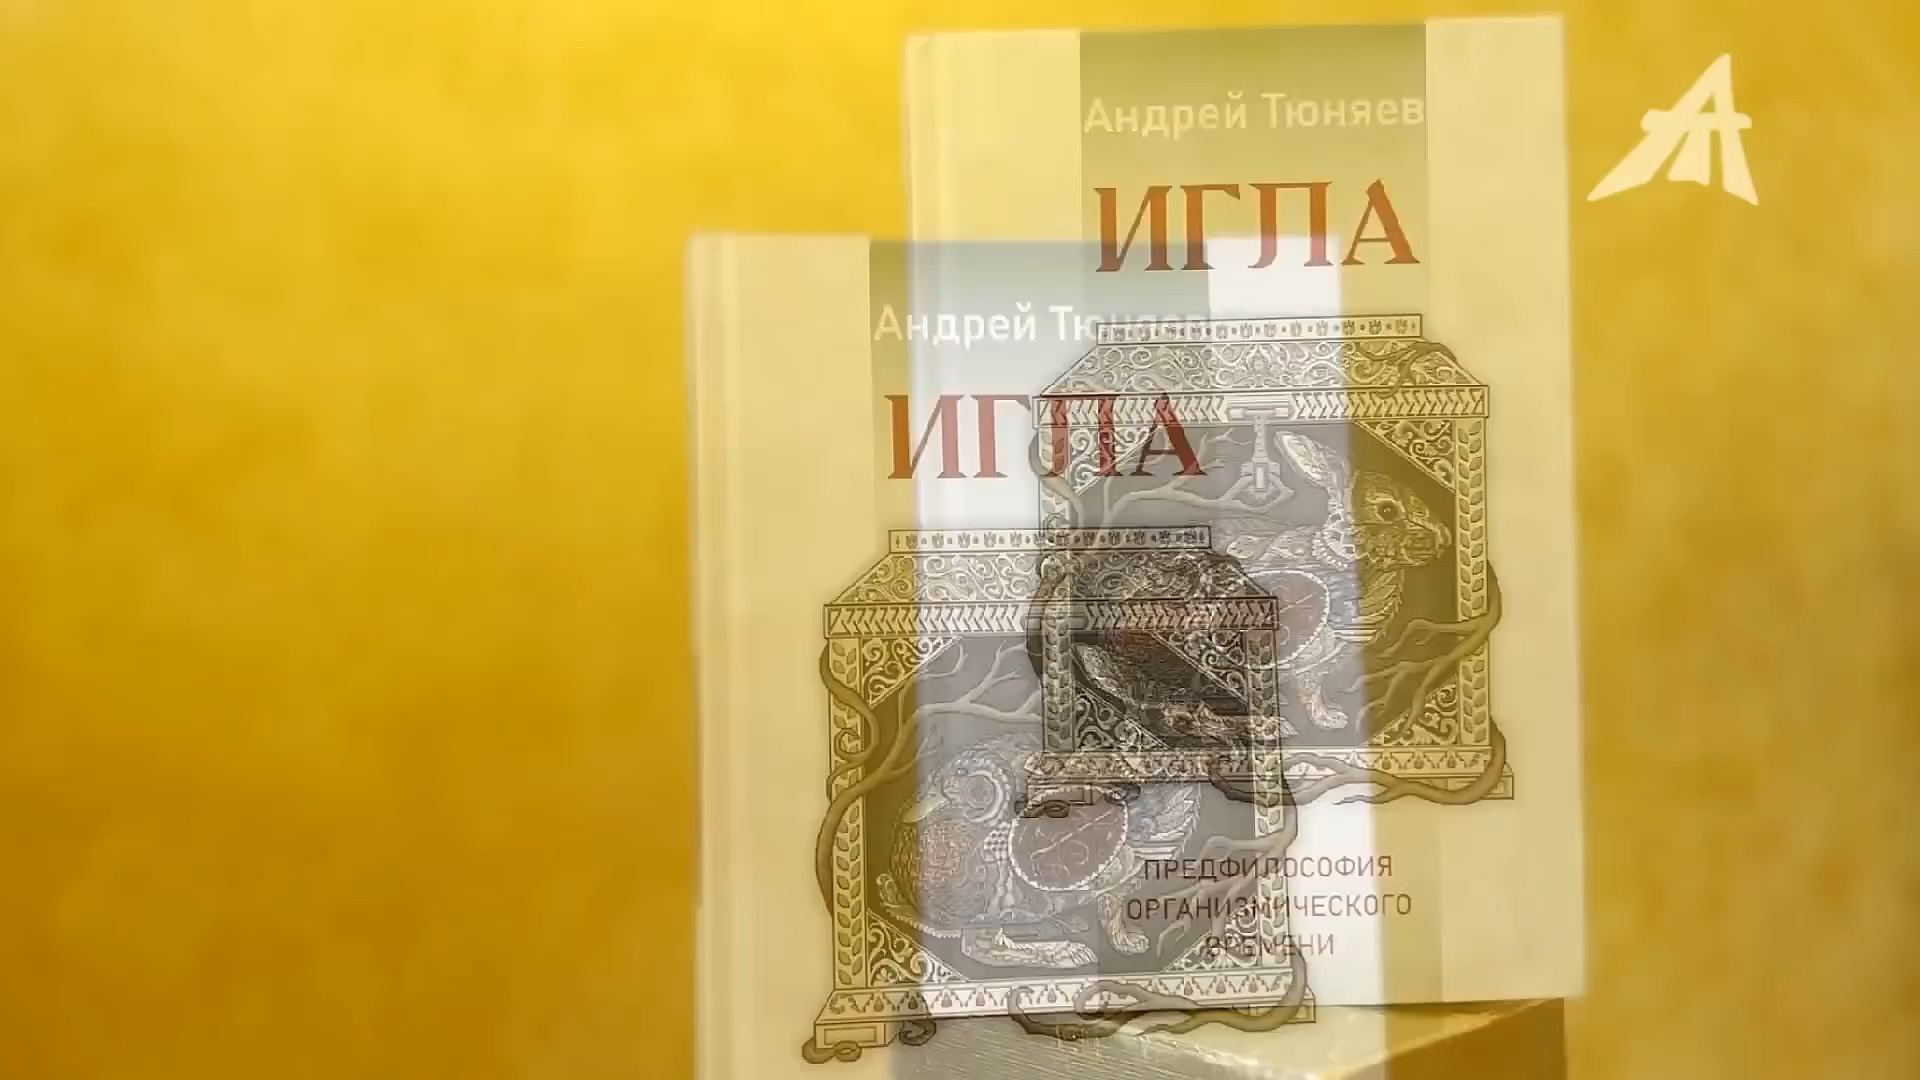 Андрей Тюняев
ИГЛА
Андрей Тюняев
ИГЛА
ПРЕДФИЛОСОФИЯ
ОРГАНИЗМИЧЕСКОГО
ВРЕМЕНИ